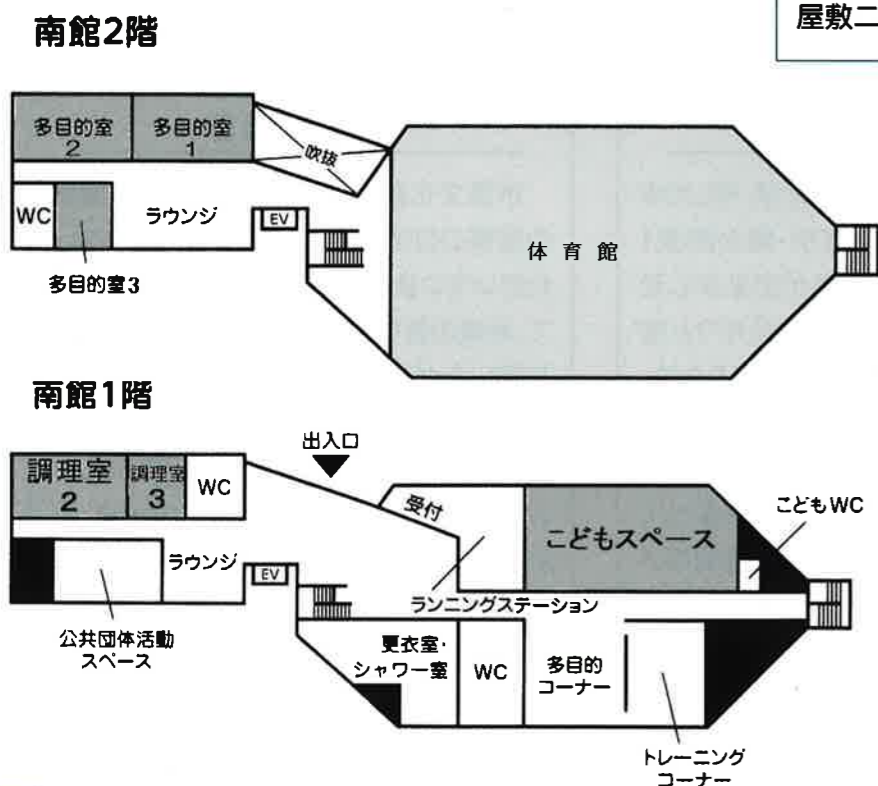 屋敷二
南館2階
多目的室
2
多目的室
1
吹抜
WC
ラウンジ
EV
体育館
多目的室3
南館1階
出入口
調理室
2
調理室
3
WC
受付
こどもスペース
こどもWC
ラウンジ
EV
ランニングステーション
公共団体活動
スペース
更衣室・
シャワー室
WC
多目的
コーナー
トレーニング
コーナー